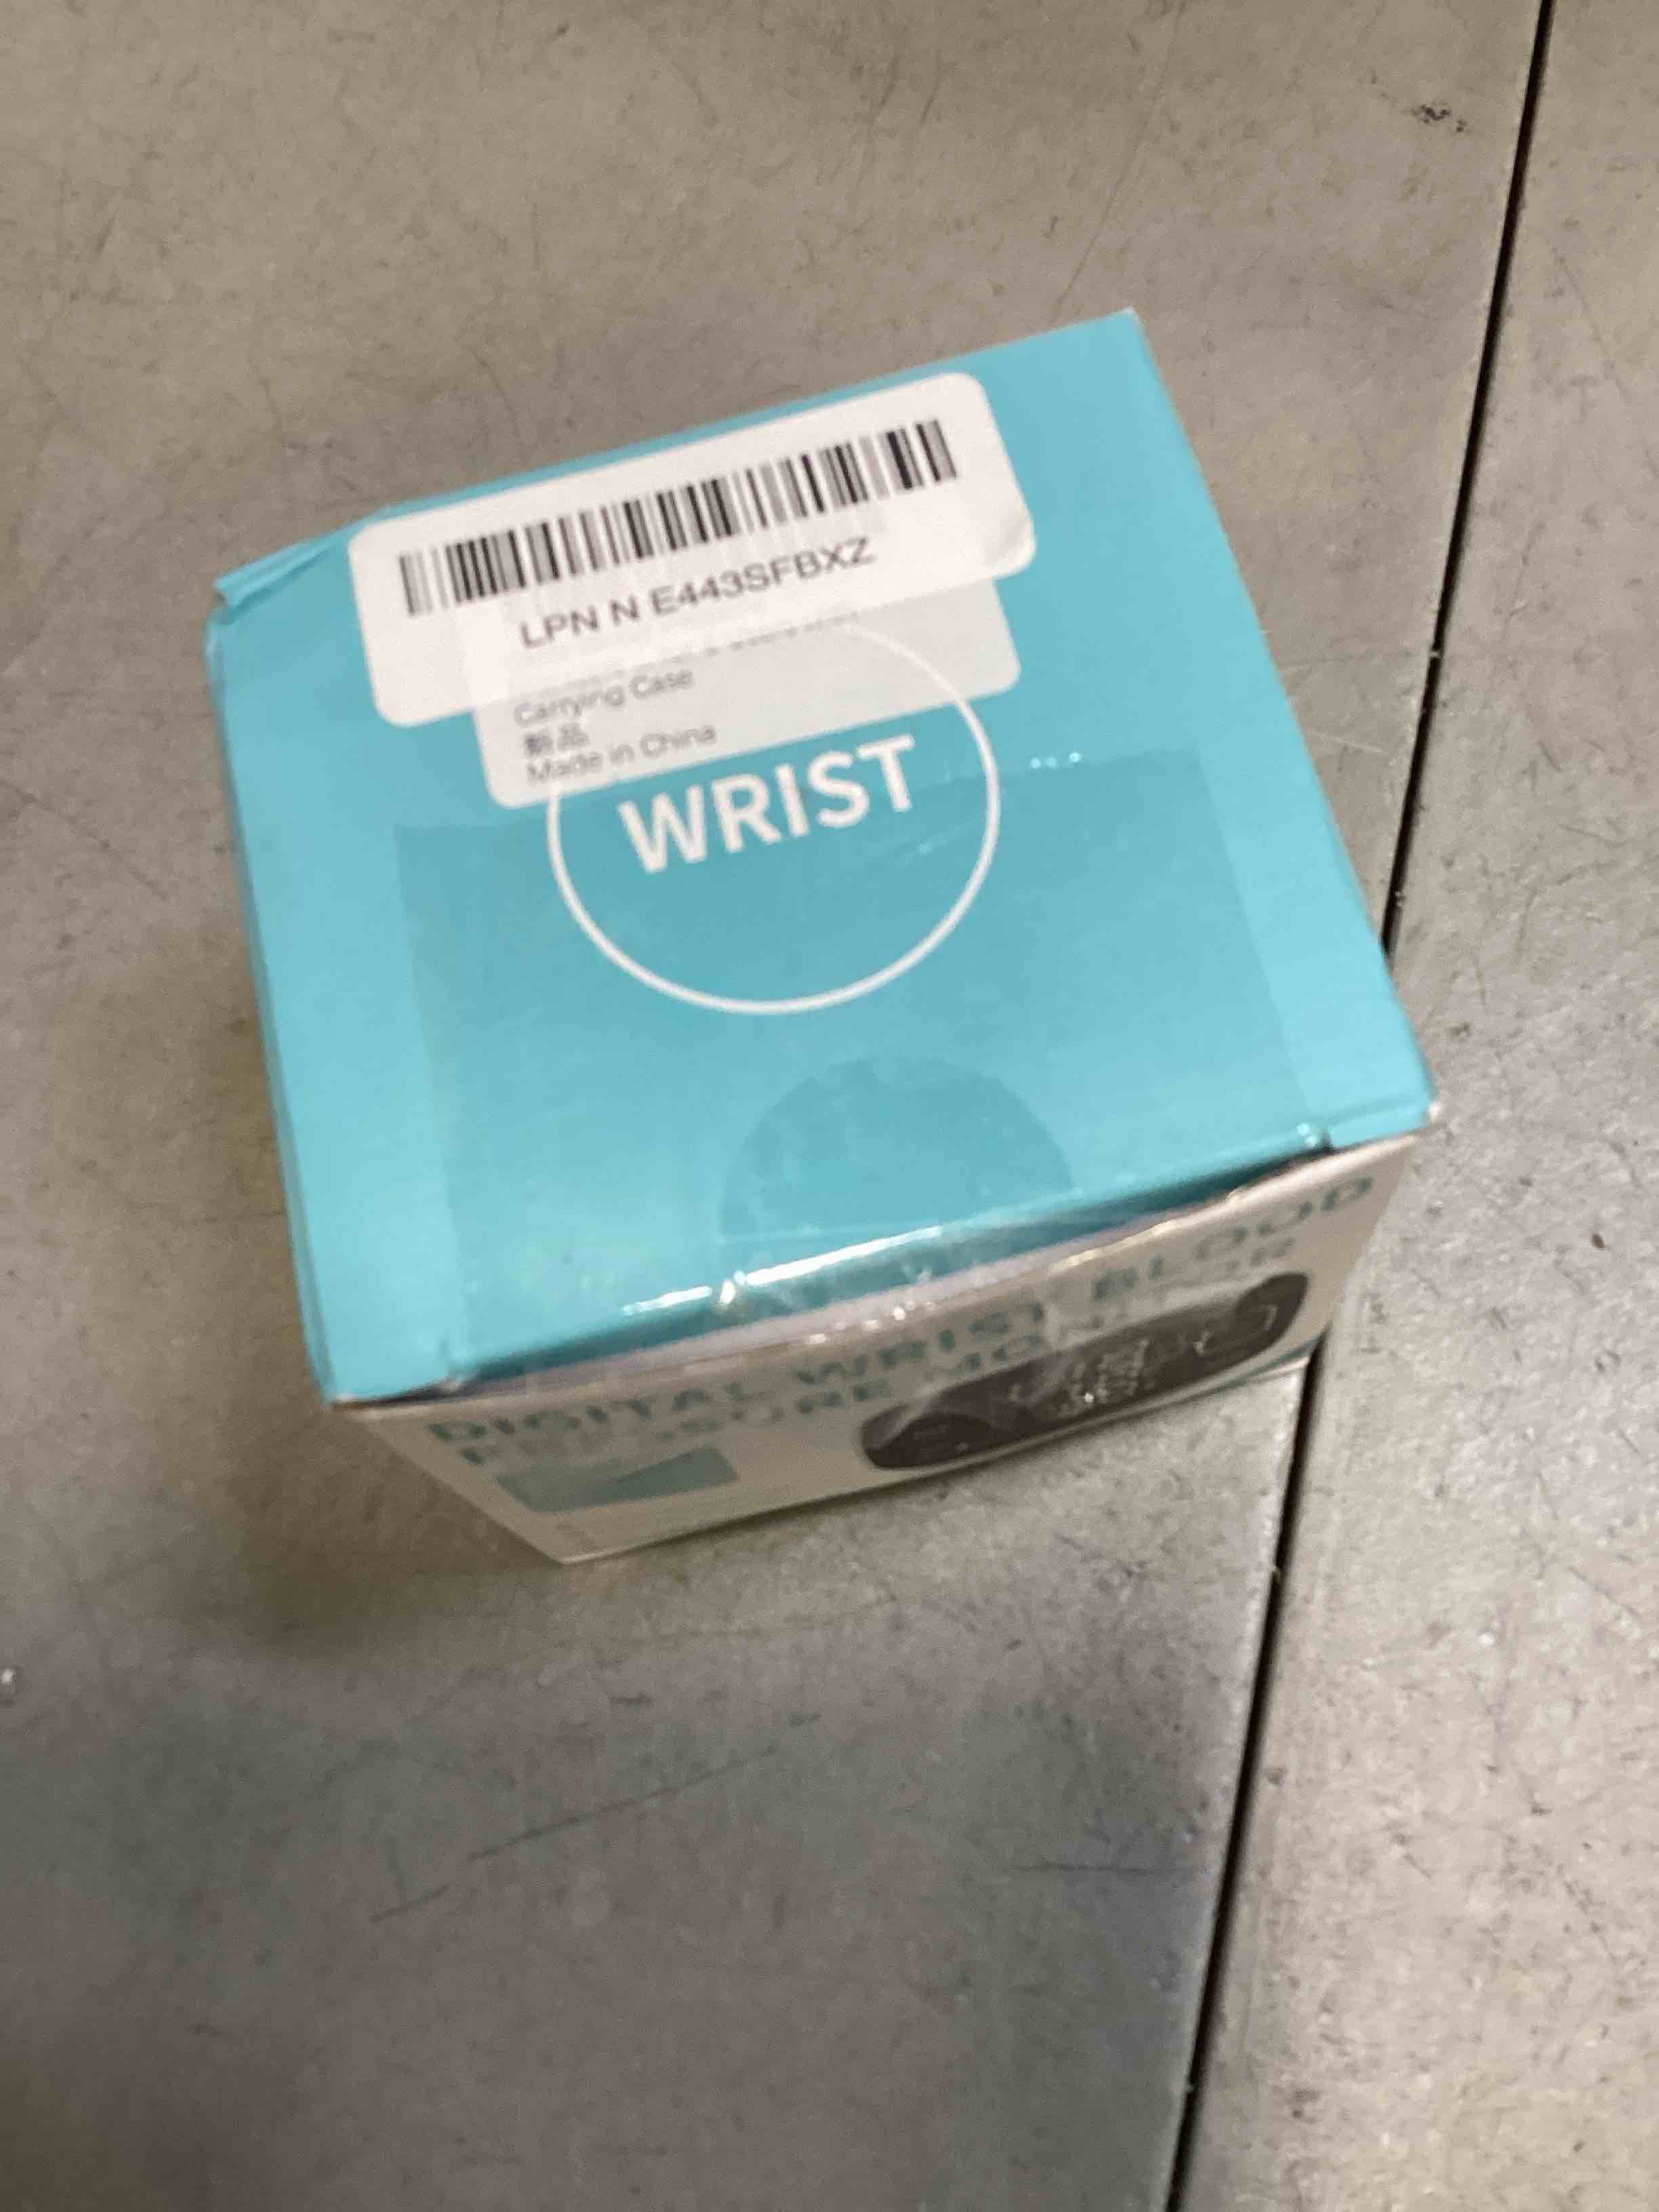 LPN N E443SFBXZ
Carrying Case
新品
Made in China
WRIST
DIGITAL WRIST BLOOD
PRESSURE MONITOR